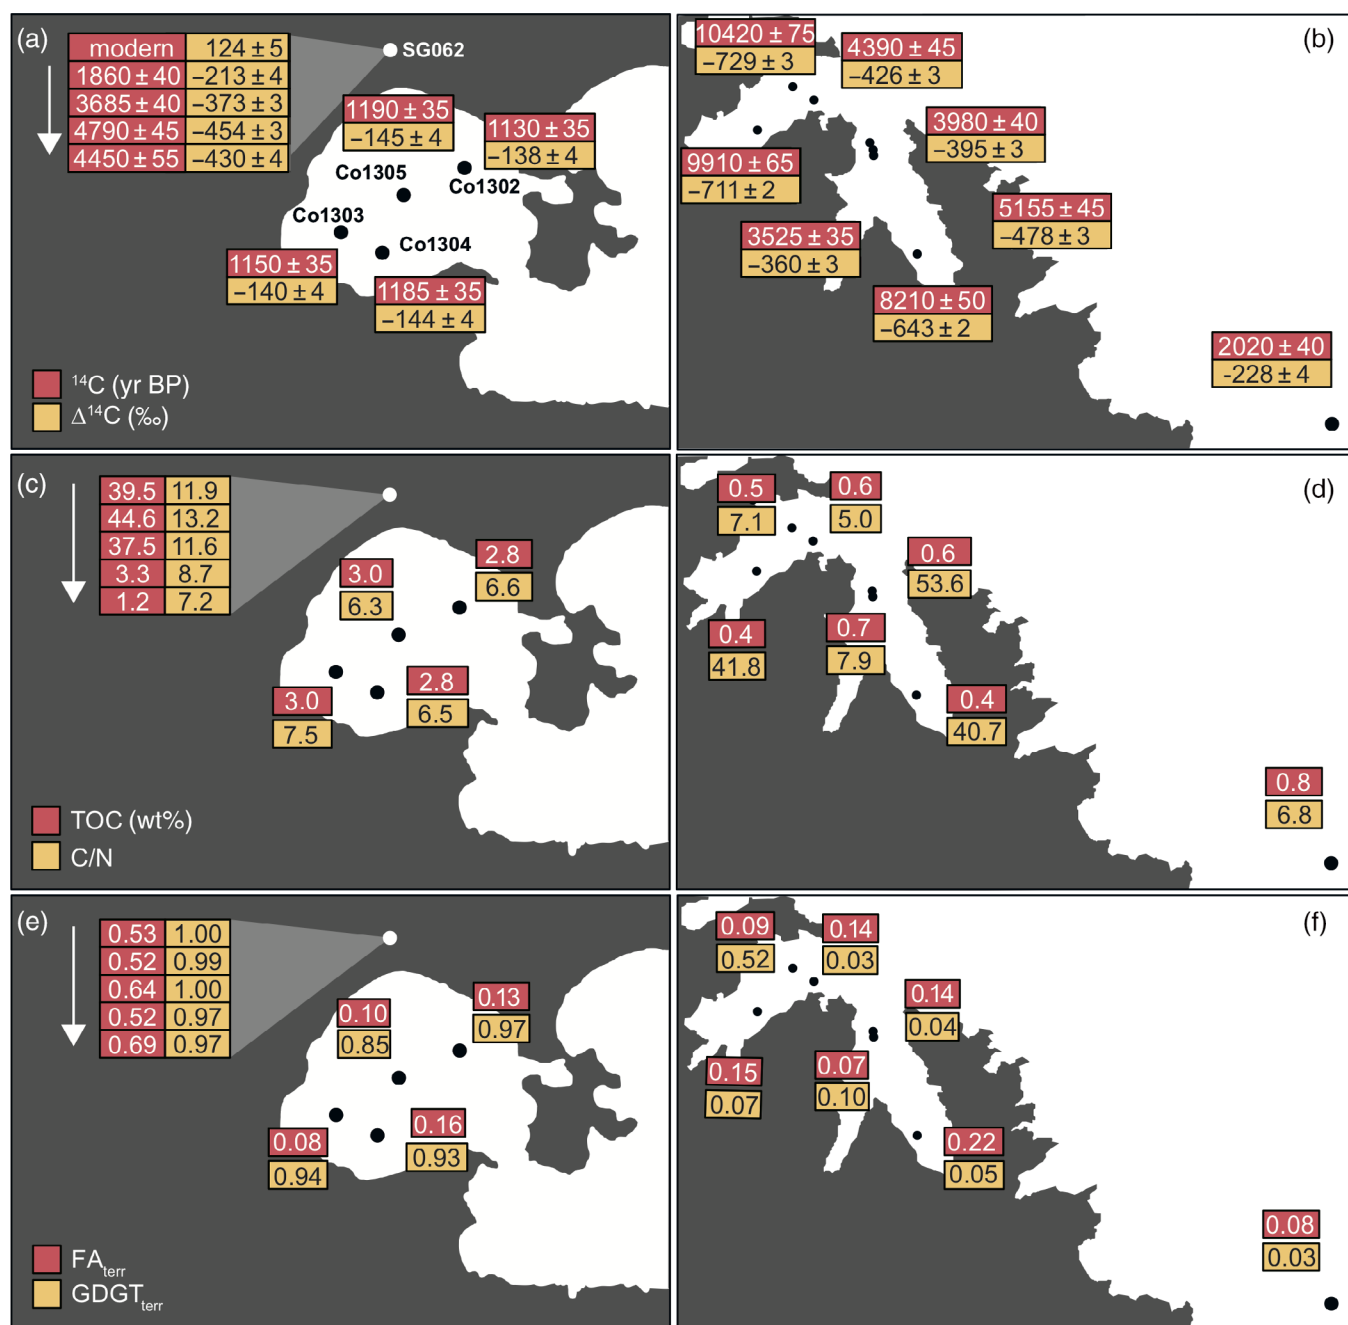 (a)
modern 124 ± 5
1860 ± 40 −213 ± 4
3685 ± 40 −373 ± 3
4790 ± 45 −454 ± 3
4450 ± 55 −430 ± 4
SG062
1190 ± 35
−145 ± 4
1130 ± 35
−138 ± 4
Co1305
Co1302
Co1303
Co1304
1150 ± 35
−140 ± 4
1185 ± 35
−144 ± 4
14C (yr BP)
Δ14C (‰)
(b)
10420 ± 75
−729 ± 3
4390 ± 45
−426 ± 3
3980 ± 40
−395 ± 3
9910 ± 65
−711 ± 2
5155 ± 45
−478 ± 3
3525 ± 35
−360 ± 3
8210 ± 50
−643 ± 2
2020 ± 40
-228 ± 4
(c)
39.5 11.9
44.6 13.2
37.5 11.6
3.3 8.7
1.2 7.2
2.8
6.6
3.0
6.3
2.8
6.5
3.0
7.5
TOC (wt%)
C/N
(d)
0.5
7.1
0.6
5.0
0.6
53.6
0.4
41.8
0.7
7.9
0.4
40.7
0.8
6.8
(e)
0.53 1.00
0.52 0.99
0.64 1.00
0.52 0.97
0.69 0.97
0.13
0.97
0.10
0.85
0.16
0.93
0.08
0.94
FAterr
GDGTterr
(f)
0.09
0.52
0.14
0.03
0.14
0.04
0.15
0.07
0.07
0.10
0.22
0.05
0.08
0.03